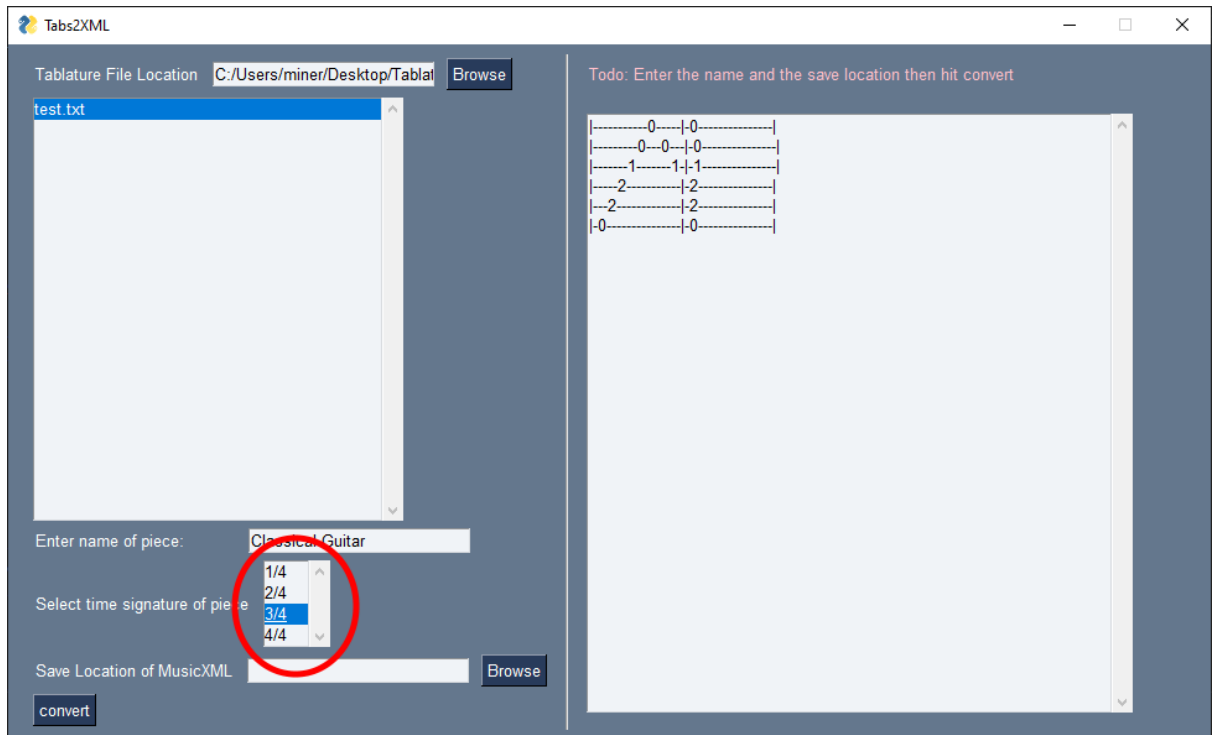 Tabs2XML
Tablature File Location C:/Users/miner/Desktop/Tablat Browse
test.txt
Enter name of piece: Classical Guitar
Select time signature of piece
1/4
2/4
3/4
4/4
Save Location of MusicXML Browse
convert
Todo: Enter the name and the save location then hit convert
|-----------0-----|-0---------------|
|---------0---0---|-0---------------|
|-------1-------1-|-1---------------|
|-----2-----------|-2---------------|
|---2-------------|-2---------------|
|-0---------------|-0---------------|